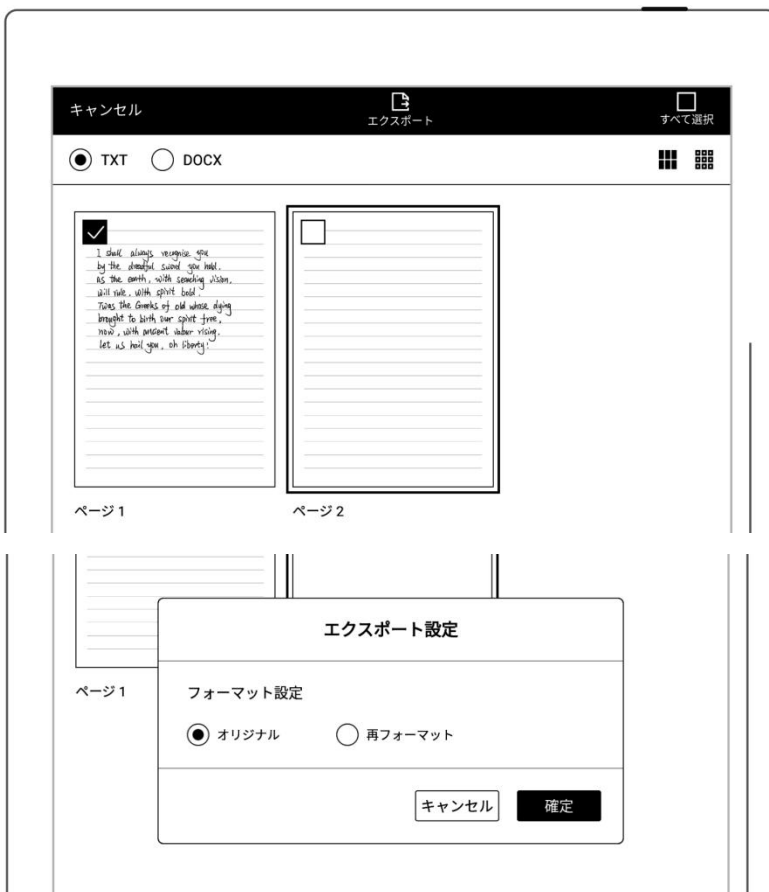 キャンセル
エクスポート
すべて選択
TXT
DOCX
I shall always recognise you
by the dreadful sword you hold.
as the earth, with searching vision,
will rule, with spirit bold.
Twas the Greeks of old whose dying
brought to birth our spirit free,
now, with ancient valour rising,
let us hail you, oh liberty!
ページ 1
ページ 2
エクスポート設定
ページ 1
フォーマット設定
オリジナル
再フォーマット
キャンセル
確定